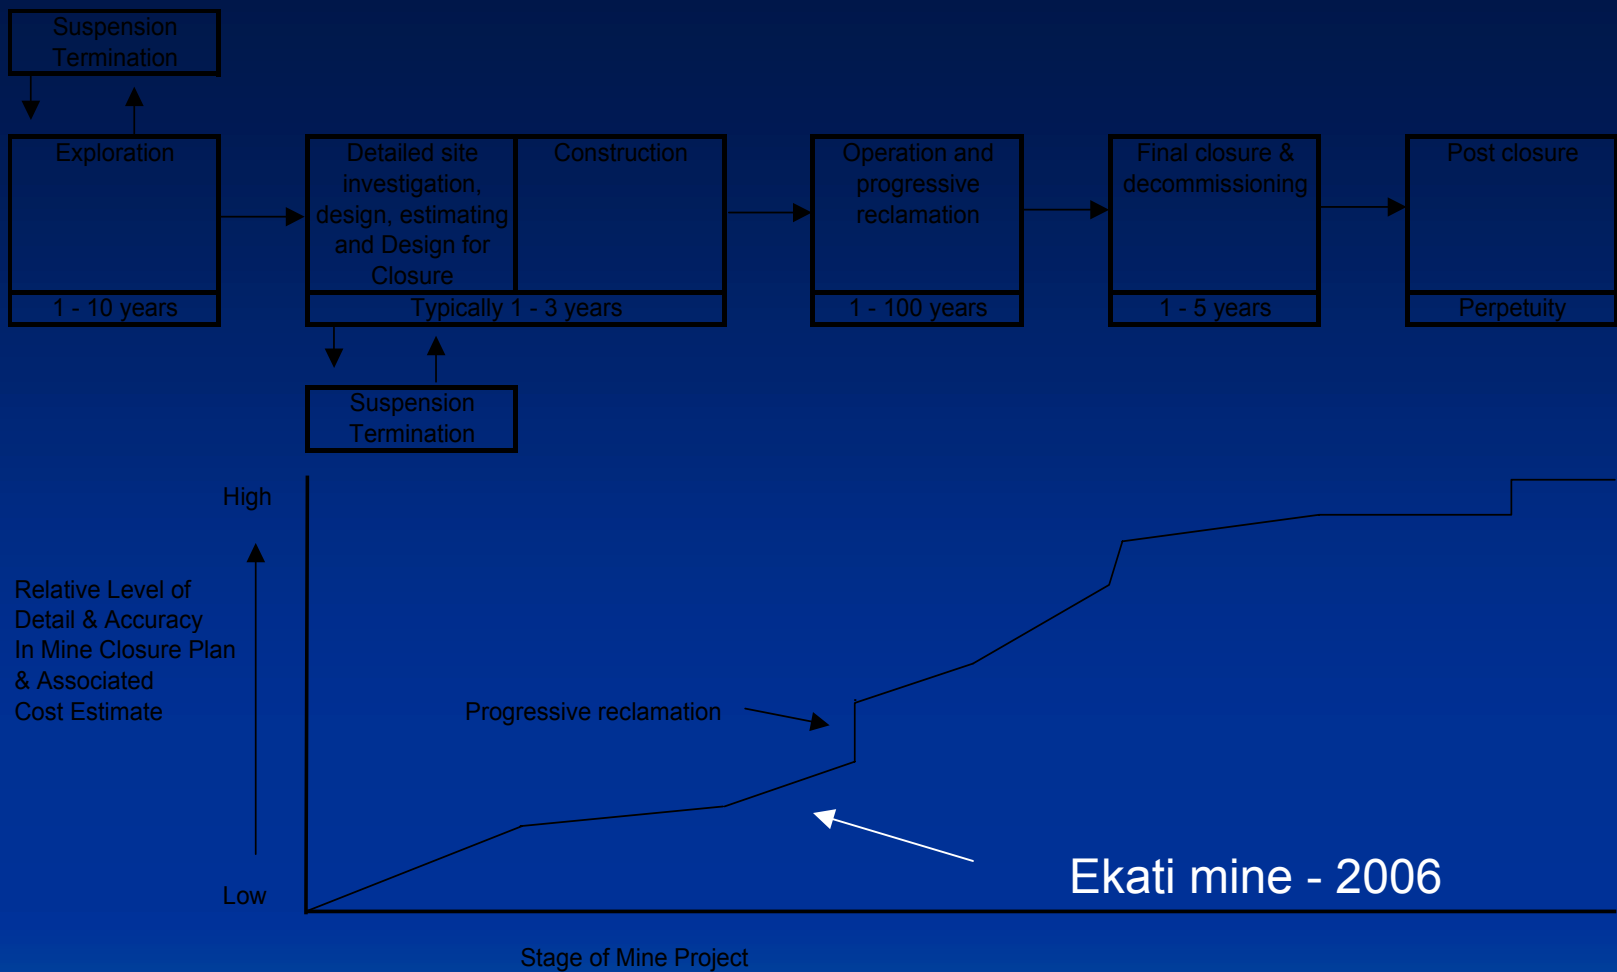 Suspension
Termination
Exploration
1 - 10 years
Detailed site
investigation,
design, estimating
and Design for
Closure
Construction
Typically 1 - 3 years
Operation and
progressive
reclamation
1 - 100 years
Final closure &
decommissioning
1 - 5 years
Post closure
Perpetuity
Suspension
Termination
High
Relative Level of
Detail & Accuracy
In Mine Closure Plan
& Associated
Cost Estimate
Progressive reclamation
Ekati mine - 2006
Low
Stage of Mine Project